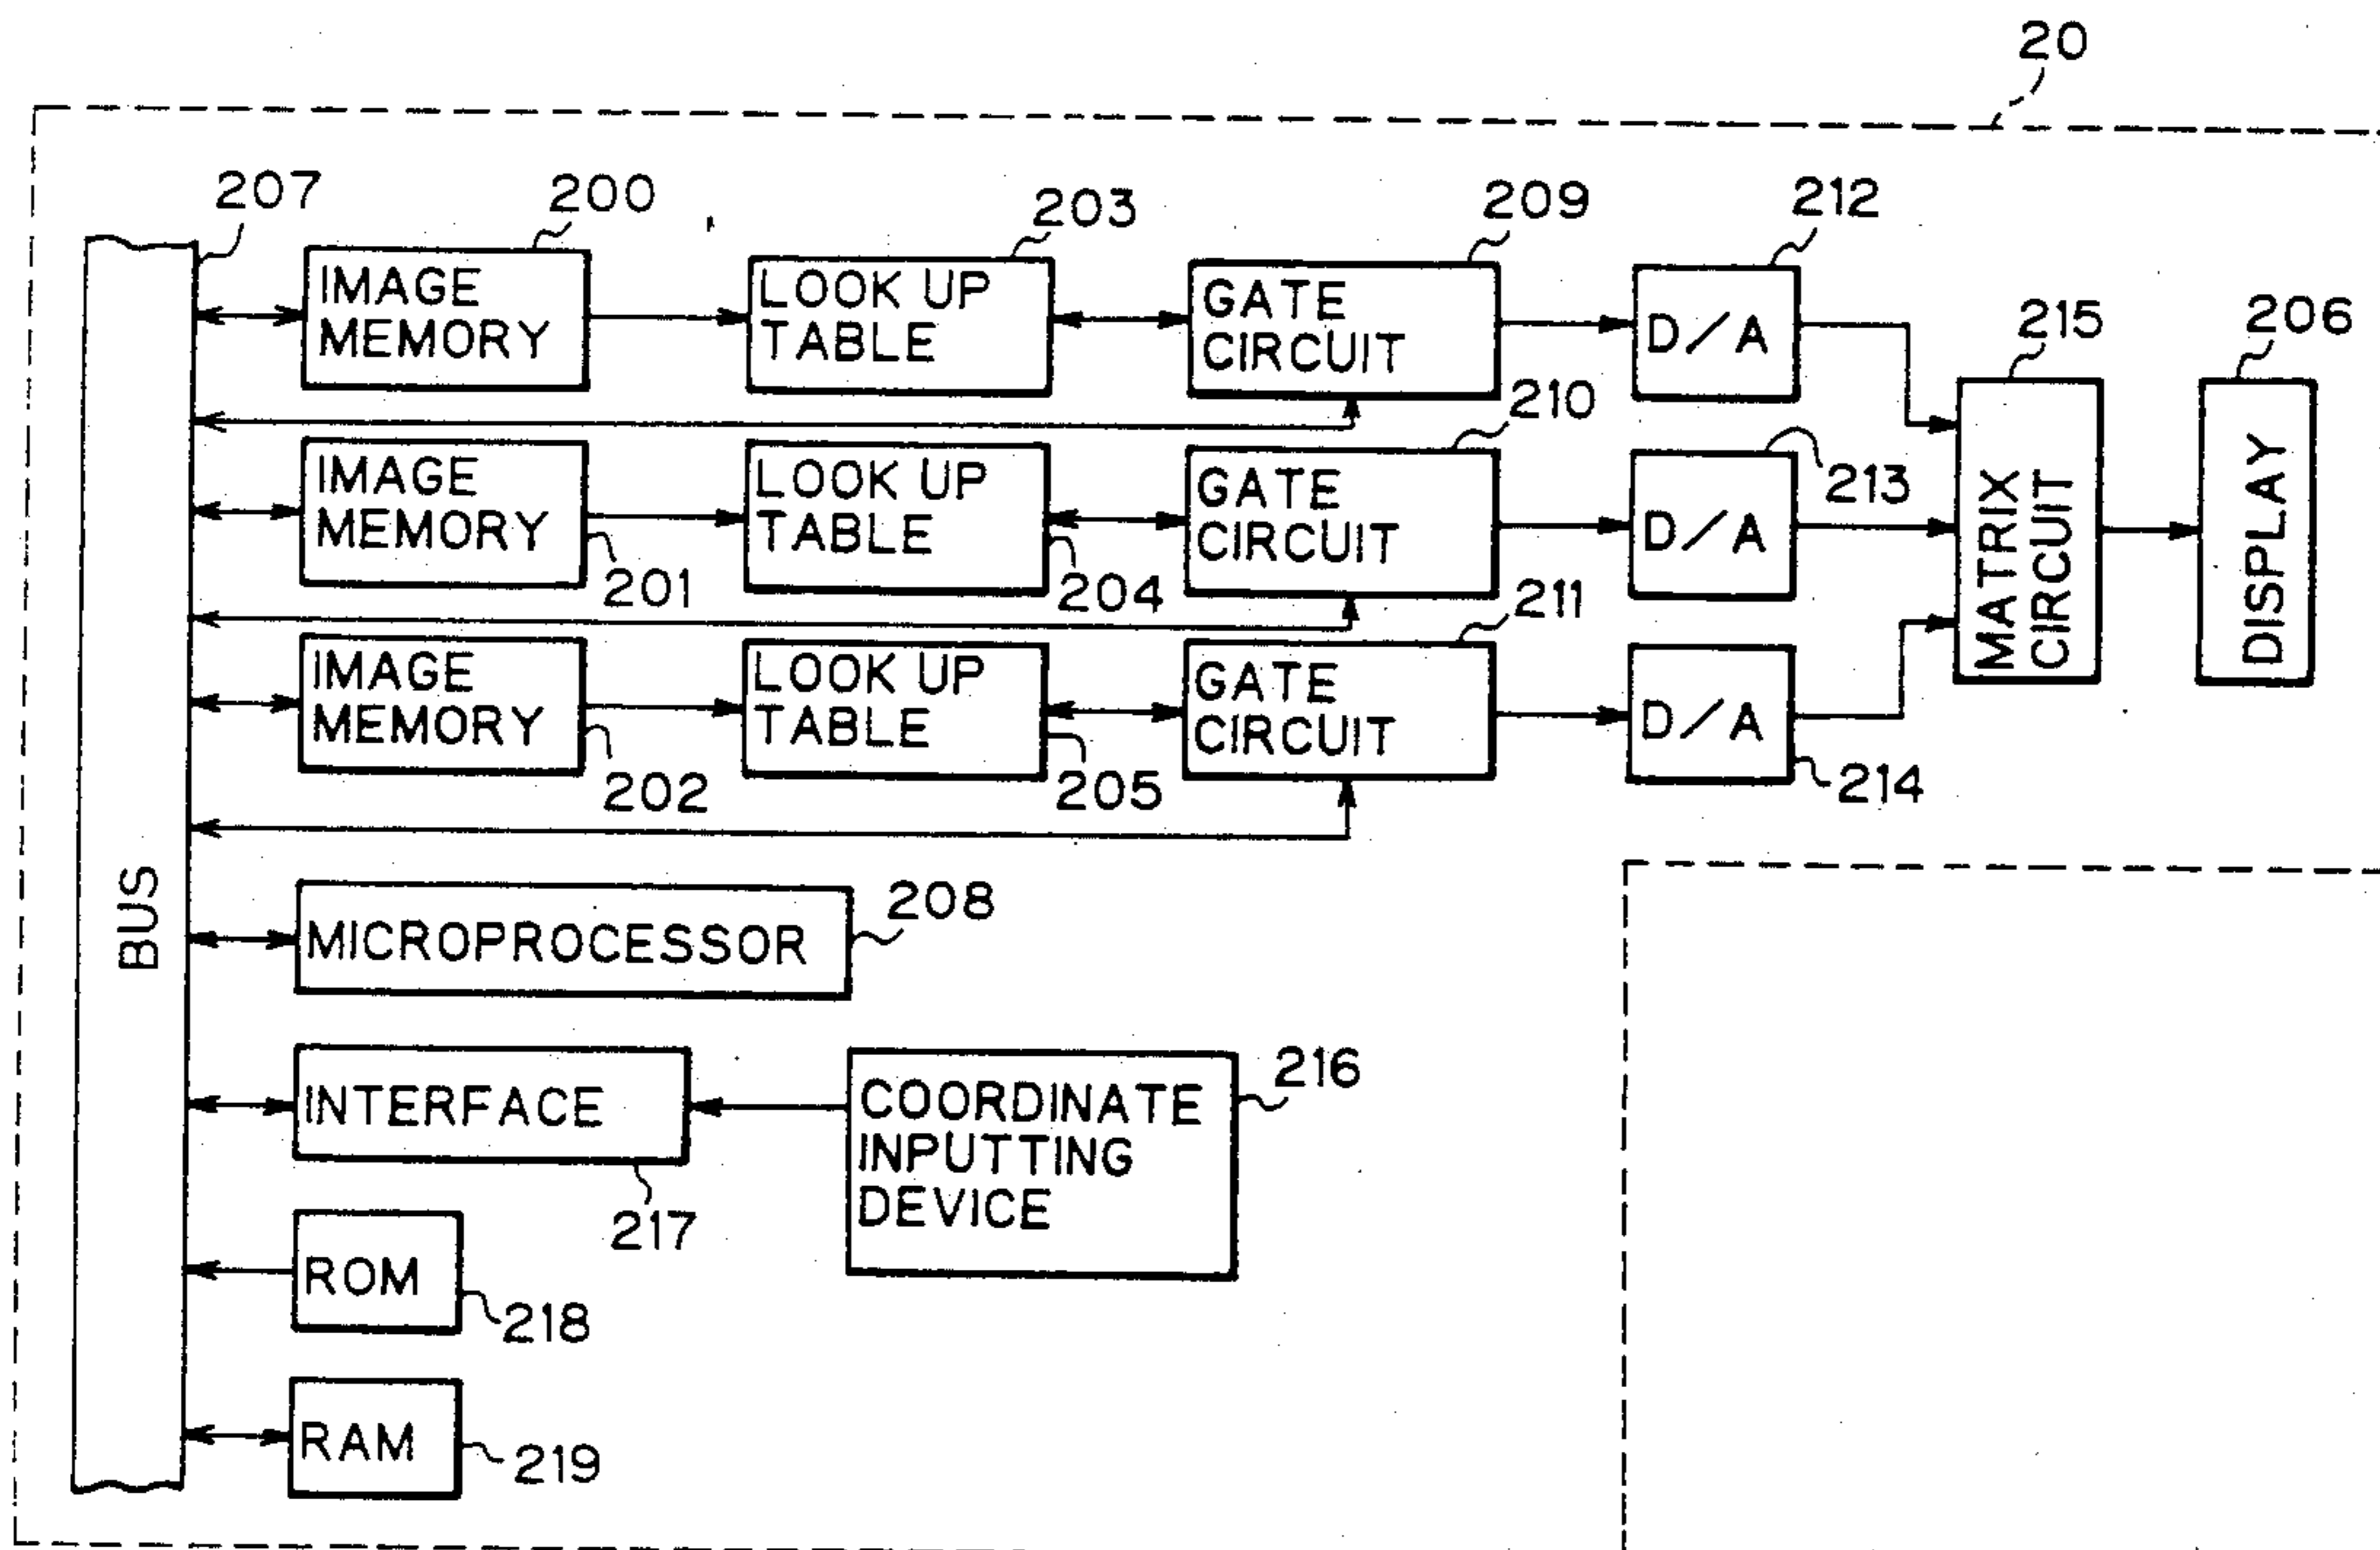 20
207
200
203
209
212
IMAGE
MEMORY
LOOK UP
TABLE
GATE
CIRCUIT
D/A
215
206
210
IMAGE
MEMORY
LOOK UP
TABLE
GATE
CIRCUIT
D/A
213
MATRIX
CIRCUIT
DISPLAY
201
204
211
IMAGE
MEMORY
LOOK UP
TABLE
GATE
CIRCUIT
D/A
202
205
214
BUS
MICROPROCESSOR
208
INTERFACE
217
COORDINATE
INPUTTING
DEVICE
216
ROM
218
RAM
219